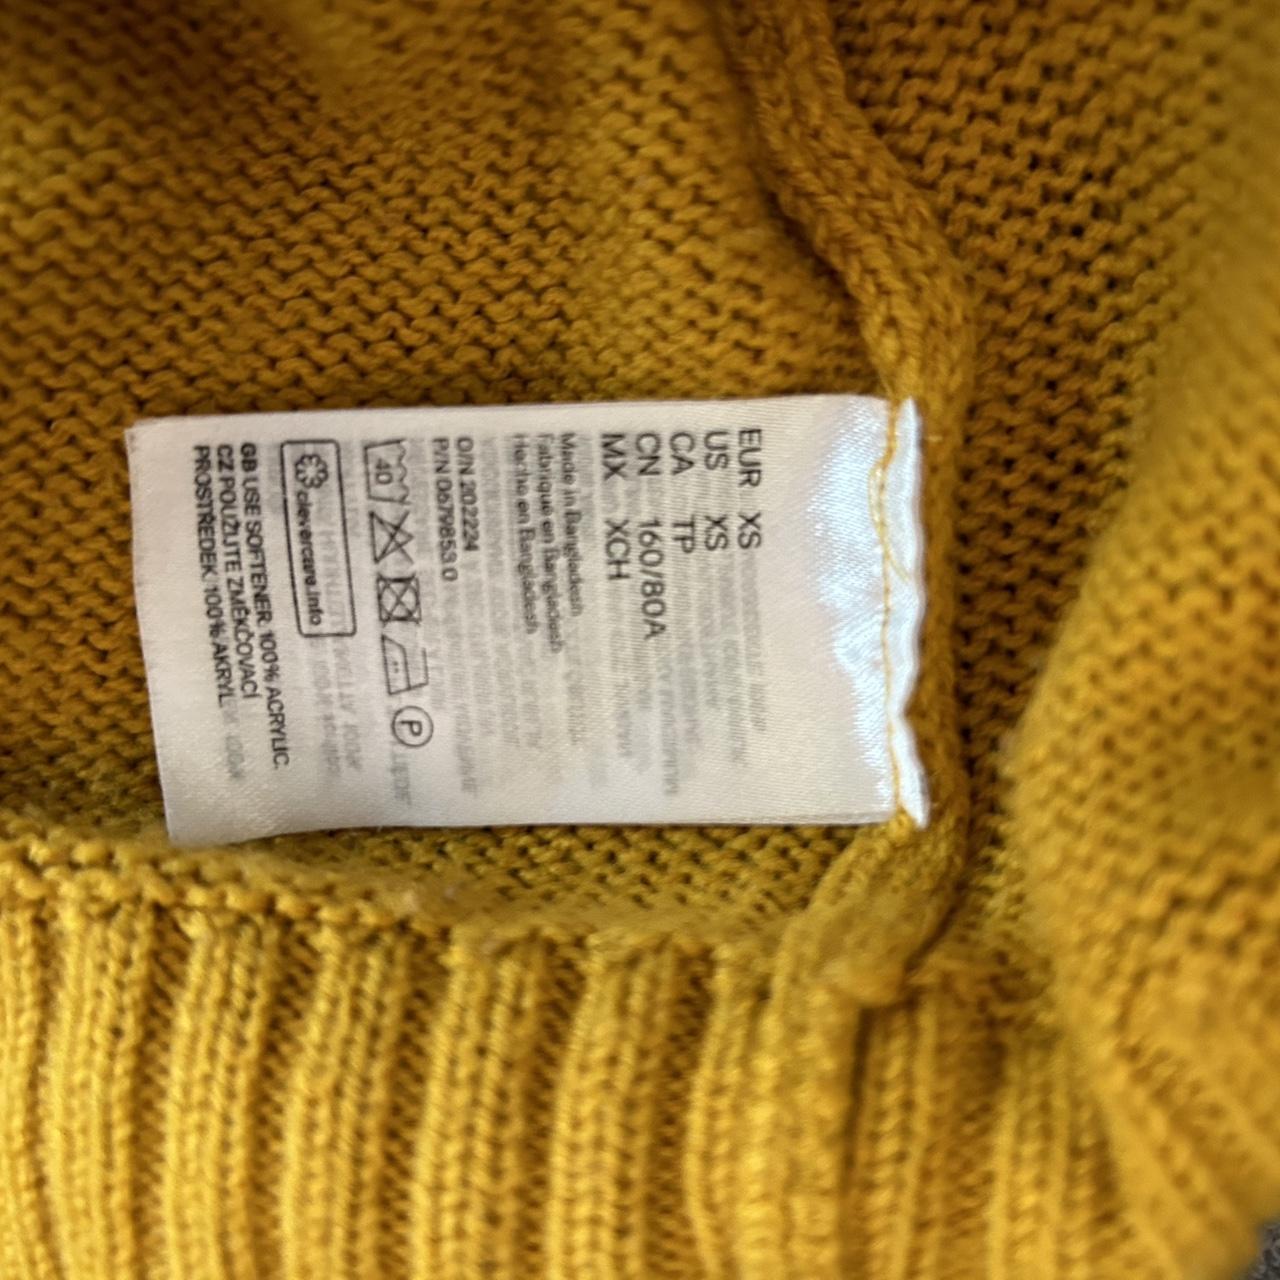 EUR XS
US XS
CA TP
CN 160/80A
MX XCH
Made in Bangladesh
Fabriqué en Bangladesh
Hecho en Bangladesh
O/N 202224
P/N D679853.0
40
P
clevercare.info
GB USE SOFTENER. 100% ACRYLIC.
CZ POUŽIJTE ZMĚKČOVACÍ
PROSTŘEDEK. 100% AKRYL